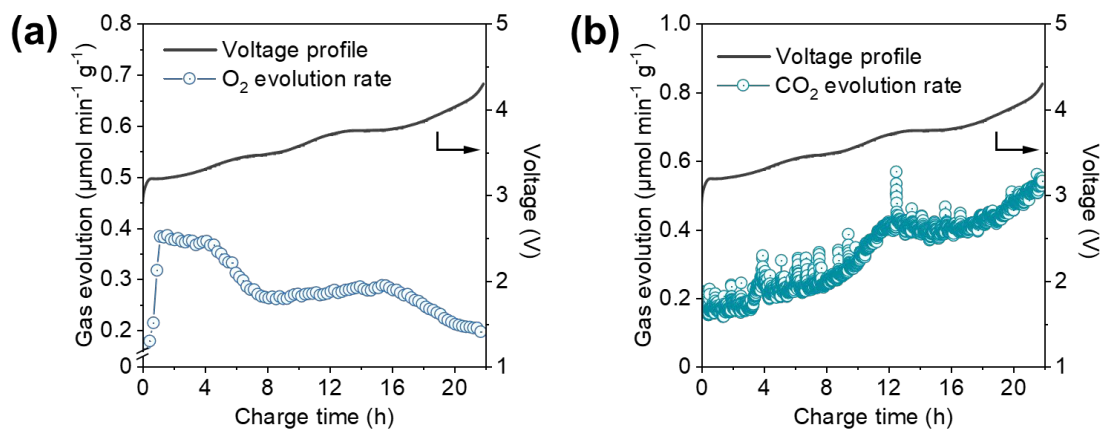 (a)
Voltage profile
O₂ evolution rate
Gas evolution (μmol min⁻¹ g⁻¹)
0.8
0.7
0.6
0.5
0.4
0.3
0.2
0
5
4
3
2
1
Voltage (V)
0 4 8 12 16 20
Charge time (h)
(b)
Voltage profile
CO₂ evolution rate
Gas evolution (μmol min⁻¹ g⁻¹)
1.0
0.8
0.6
0.4
0.2
0.0
5
4
3
2
1
Voltage (V)
0 4 8 12 16 20
Charge time (h)